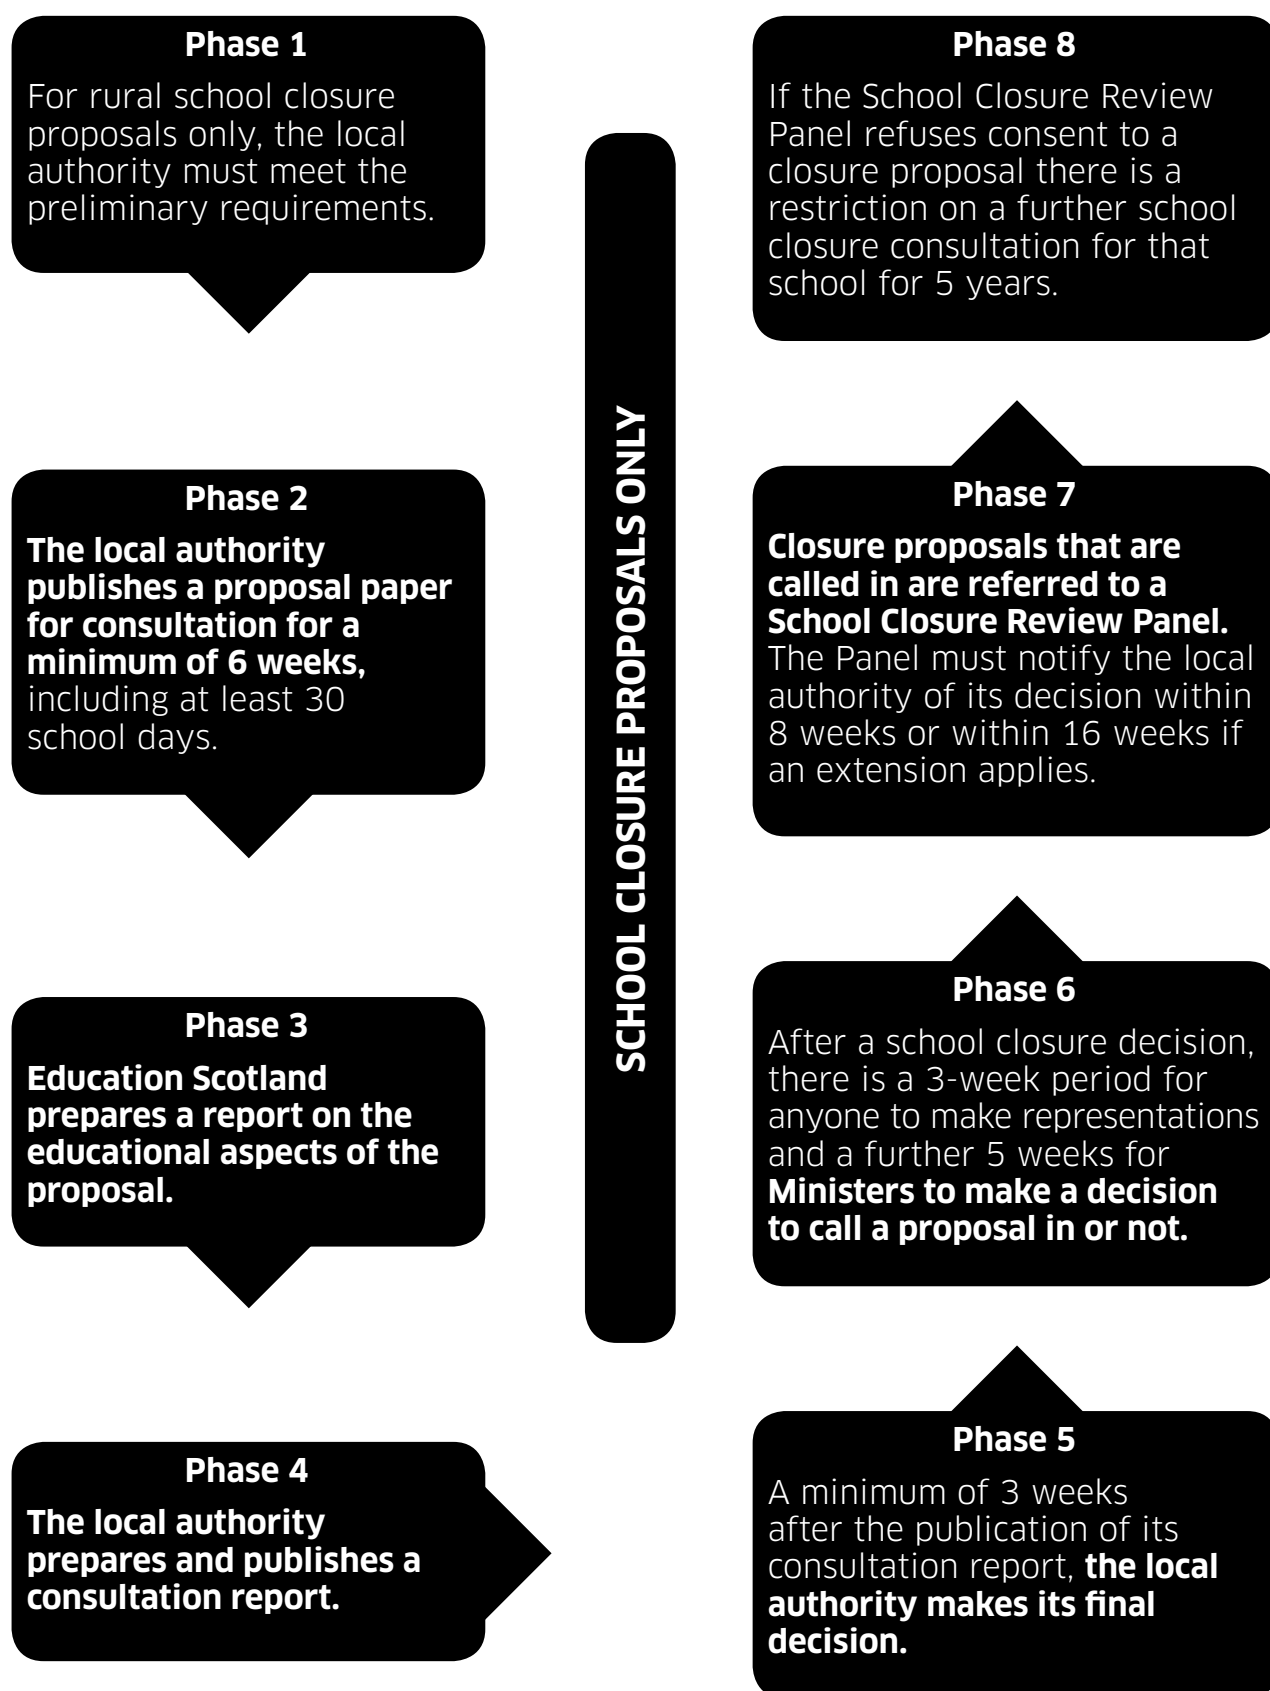 Phase 1
For rural school closure
proposals only, the local
authority must meet the
preliminary requirements.
Phase 2
The local authority
publishes a proposal paper
for consultation for a
minimum of 6 weeks,
including at least 30
school days.
Phase 3
Education Scotland
prepares a report on the
educational aspects of the
proposal.
Phase 4
The local authority
prepares and publishes a
consultation report.
SCHOOL CLOSURE PROPOSALS ONLY
Phase 8
If the School Closure Review
Panel refuses consent to a
closure proposal there is a
restriction on a further school
closure consultation for that
school for 5 years.
Phase 7
Closure proposals that are
called in are referred to a
School Closure Review Panel.
The Panel must notify the local
authority of its decision within
8 weeks or within 16 weeks if
an extension applies.
Phase 6
After a school closure decision,
there is a 3-week period for
anyone to make representations
and a further 5 weeks for
Ministers to make a decision
to call a proposal in or not.
Phase 5
A minimum of 3 weeks
after the publication of its
consultation report, the local
authority makes its final
decision.